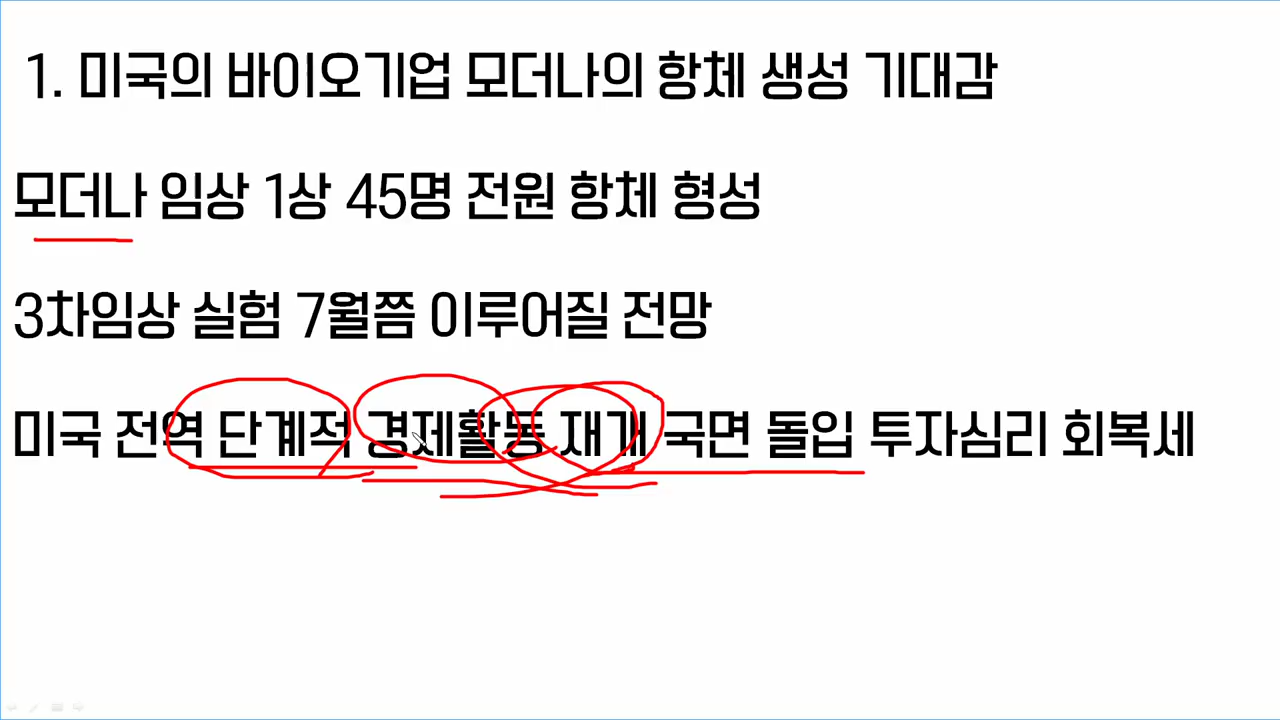 1. 미국의 바이오기업 모더나의 항체 생성 기대감
모더나 임상 1상 45명 전원 항체 형성
3차임상 실험 7월쯤 이루어질 전망
미국 전역 단계적 경제활동 재개 국면 돌입 투자심리 회복세